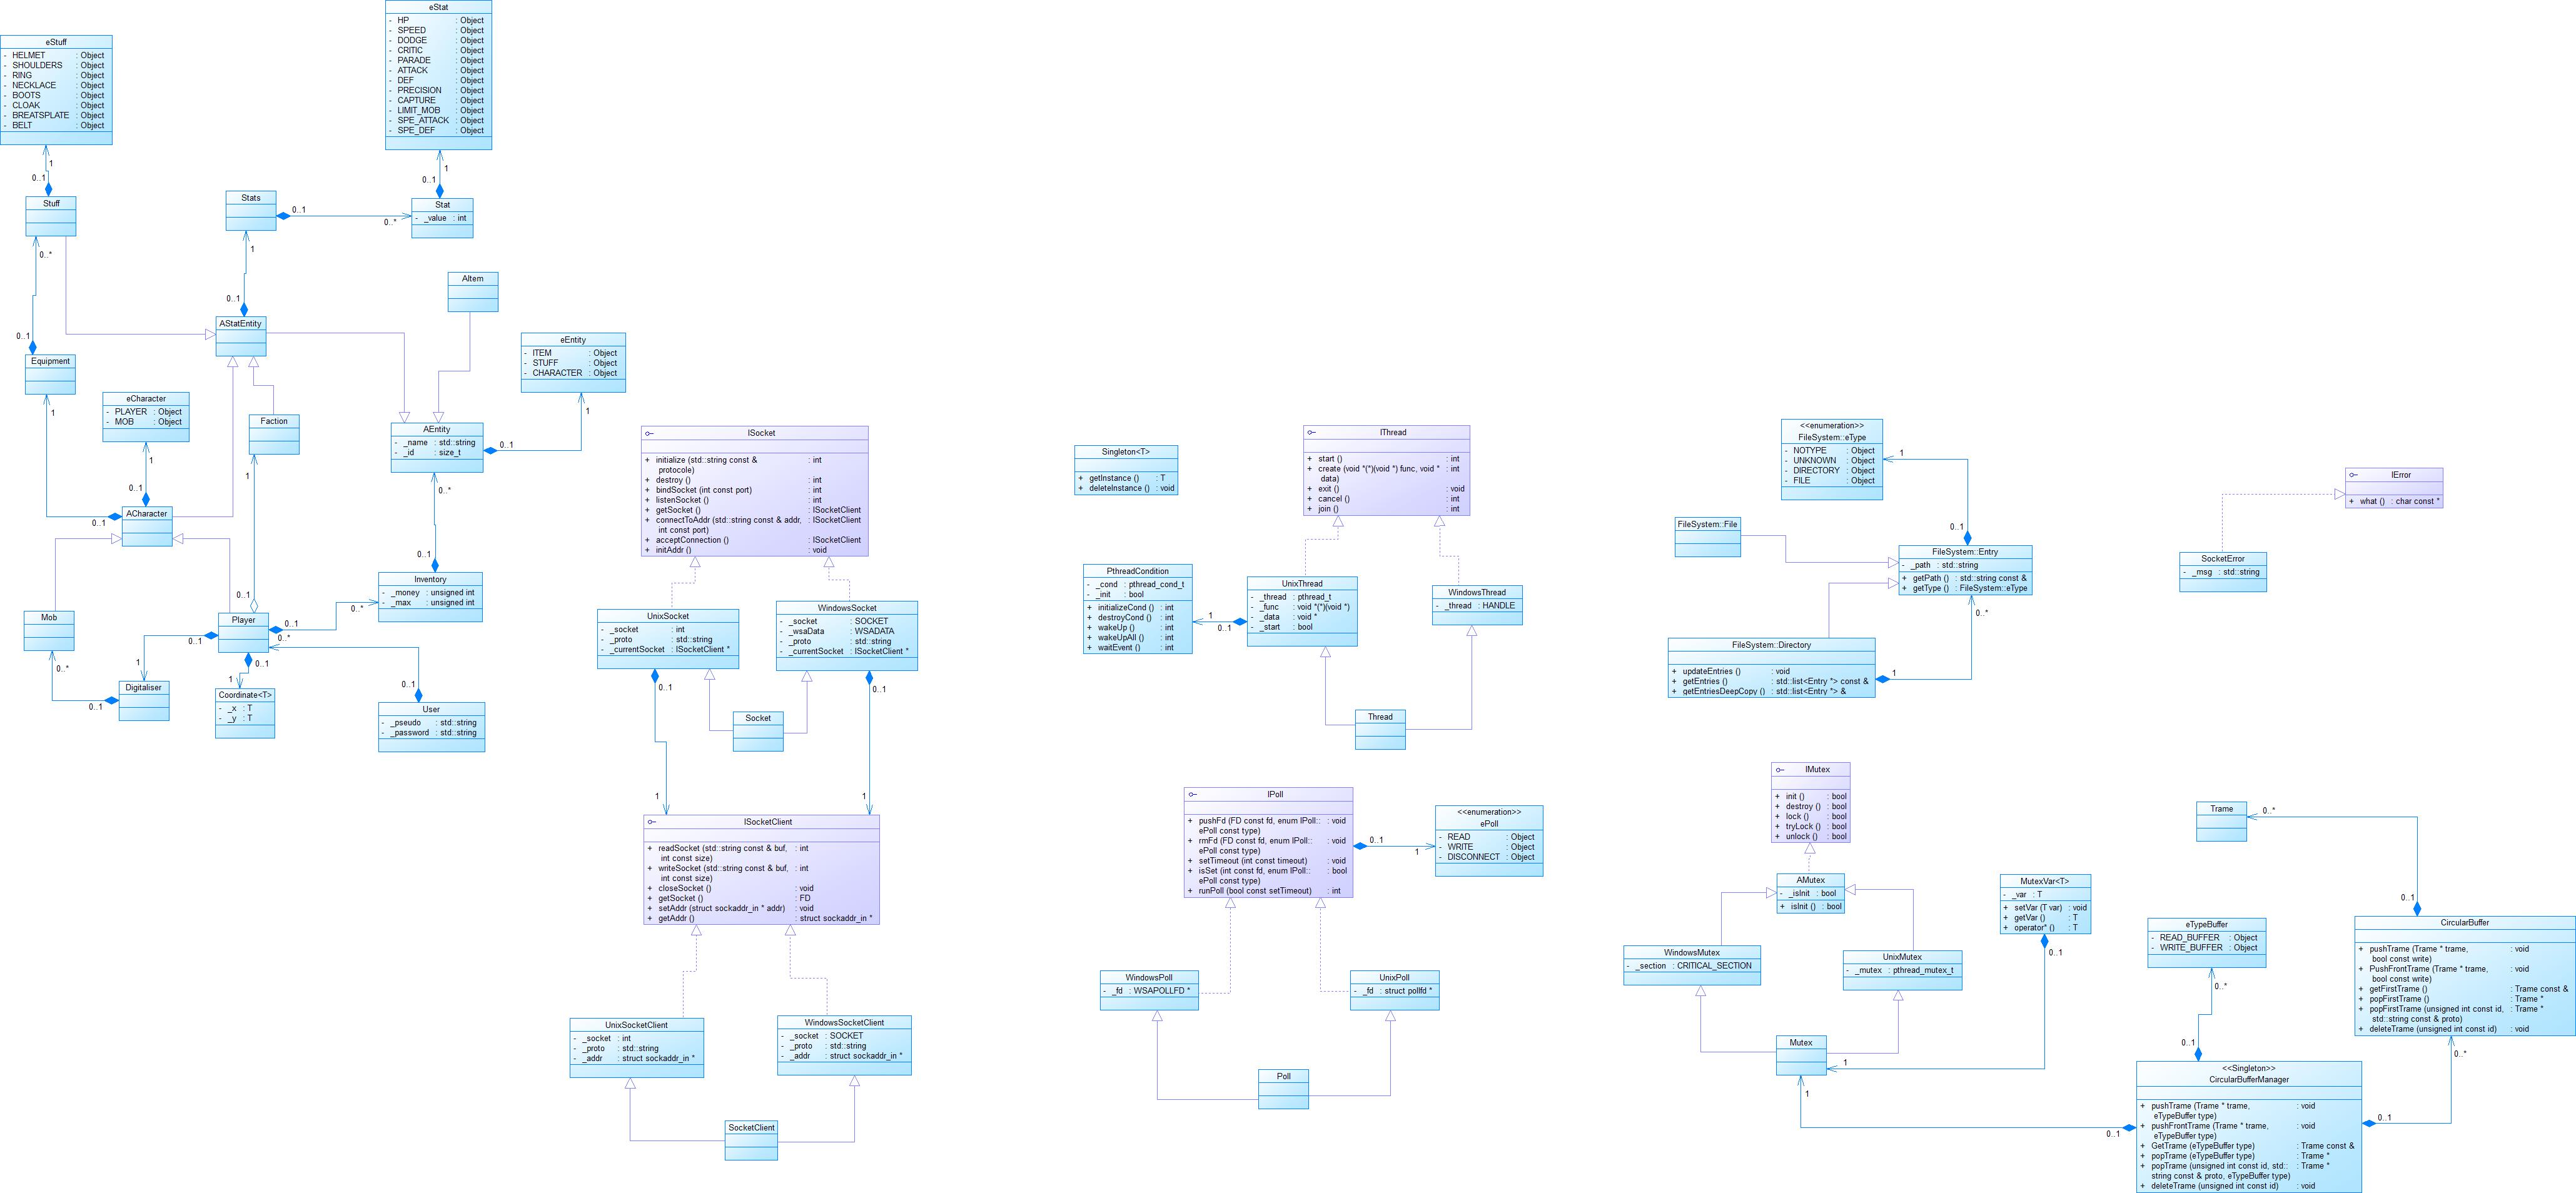 eStat
- HP : Object
- SPEED : Object
- DODGE : Object
- CRITIC : Object
- PARADE : Object
- ATTACK : Object
- DEF : Object
- PRECISION : Object
- CAPTURE : Object
- LIMIT_MOB : Object
- SPE_ATTACK : Object
- SPE_DEF : Object
1
0..1
eStuff
- HELMET : Object
- SHOULDERS : Object
- RING : Object
- NECKLACE : Object
- BOOTS : Object
- CLOAK : Object
- BREATSPLATE : Object
- BELT : Object
1
0..1
Stuff
0..*
0..1
Stats
0..1
0..*
Stat
- _value : int
1
0..1
AItem
AStatEntity
Equipment
1
0..1
eEntity
- ITEM : Object
- STUFF : Object
- CHARACTER : Object
1
0..1
eCharacter
- PLAYER : Object
- MOB : Object
1
0..1
Faction
1
0..1
AEntity
- _name : std::string
- _id : size_t
0..*
0..1
ACharacter
Inventory
- _money : unsigned int
- _max : unsigned int
Mob
0..*
0..1
Player
0..1
0..*
0..*
0..1
1
0..1
1
0..1
Digitaliser
Coordinate<T>
- _x : T
- _y : T
User
- _pseudo : std::string
- _password : std::string
ISocket
+ initialize (std::string const & : int
protocole)
+ destroy () : int
+ bindSocket (int const port) : int
+ listenSocket () : int
+ getSocket () : ISocketClient
+ connectToAddr (std::string const & addr, : ISocketClient
int const port)
+ acceptConnection () : ISocketClient
+ initAddr () : void
UnixSocket
- _socket : int
- _proto : std::string
- _currentSocket : ISocketClient *
0..1
1
WindowsSocket
- _socket : SOCKET
- _wsaData : WSADATA
- _proto : std::string
- _currentSocket : ISocketClient *
0..1
1
Socket
ISocketClient
+ readSocket (std::string const & buf, : int
int const size)
+ writeSocket (std::string const & buf, : int
int const size)
+ closeSocket () : void
+ getSocket () : FD
+ setAddr (struct sockaddr_in * addr) : void
+ getAddr () : struct sockaddr_in *
UnixSocketClient
- _socket : int
- _proto : std::string
- _addr : struct sockaddr_in *
WindowsSocketClient
- _socket : SOCKET
- _proto : std::string
- _addr : struct sockaddr_in *
SocketClient
Singleton<T>
+ getInstance () : T
+ deleteInstance () : void
IThread
+ start () : int
+ create (void *(*)(void *) func, void * : int
data)
+ exit () : void
+ cancel () : int
+ join () : int
PthreadCondition
- _cond : pthread_cond_t
- _init : bool
+ initializeCond () : int
+ destroyCond () : int
+ wakeUp () : int
+ wakeUpAll () : int
+ waitEvent () : int
1
0..1
UnixThread
- _thread : pthread_t
- _func : void *(*)(void *)
- _data : void *
- _start : bool
WindowsThread
- _thread : HANDLE
Thread
IPoll
+ pushFd (FD const fd, enum IPoll:: : void
ePoll const type)
+ rmFd (FD const fd, enum IPoll:: : void
ePoll const type)
+ setTimeout (int const timeout) : void
+ isSet (int const fd, enum IPoll:: : bool
ePoll const type)
+ runPoll (bool const setTimeout) : int
0..1
1
<<enumeration>>
ePoll
- READ : Object
- WRITE : Object
- DISCONNECT : Object
WindowsPoll
- _fd : WSAPOLLFD *
UnixPoll
- _fd : struct pollfd *
Poll
<<enumeration>>
FileSystem::eType
- NOTYPE : Object
- UNKNOWN : Object
- DIRECTORY : Object
- FILE : Object
1
0..1
FileSystem::File
FileSystem::Entry
- _path : std::string
+ getPath () : std::string const &
+ getType () : FileSystem::eType
0..*
FileSystem::Directory
+ updateEntries () : void
+ getEntries () : std::list<Entry *> const &
+ getEntriesDeepCopy () : std::list<Entry *> &
1
IError
+ what () : char const *
SocketError
- _msg : std::string
IMutex
+ init () : bool
+ destroy () : bool
+ lock () : bool
+ tryLock () : bool
+ unlock () : bool
AMutex
- _isInit : bool
+ isInit () : bool
WindowsMutex
- _section : CRITICAL_SECTION
UnixMutex
- _mutex : pthread_mutex_t
MutexVar<T>
- _var : T
+ setVar (T var) : void
+ getVar () : T
+ operator* () : T
0..1
1
Mutex
1
0..1
Trame
0..*
0..1
eTypeBuffer
- READ_BUFFER : Object
- WRITE_BUFFER : Object
0..*
0..1
CircularBuffer
+ pushTrame (Trame * trame, : void
bool const write)
+ PushFrontTrame (Trame * trame, : void
bool const write)
+ getFirstTrame () : Trame const &
+ popFirstTrame () : Trame *
+ popFirstTrame (unsigned int const id, : Trame *
std::string const & proto)
+ deleteTrame (unsigned int const id) : void
0..*
0..1
<<Singleton>>
CircularBufferManager
+ pushTrame (Trame * trame, : void
eTypeBuffer type)
+ pushFrontTrame (Trame * trame, : void
eTypeBuffer type)
+ GetTrame (eTypeBuffer type) : Trame const &
+ popTrame (eTypeBuffer type) : Trame *
+ popTrame (unsigned int const id, std:: : Trame *
string const & proto, eTypeBuffer type)
+ deleteTrame (unsigned int const id) : void